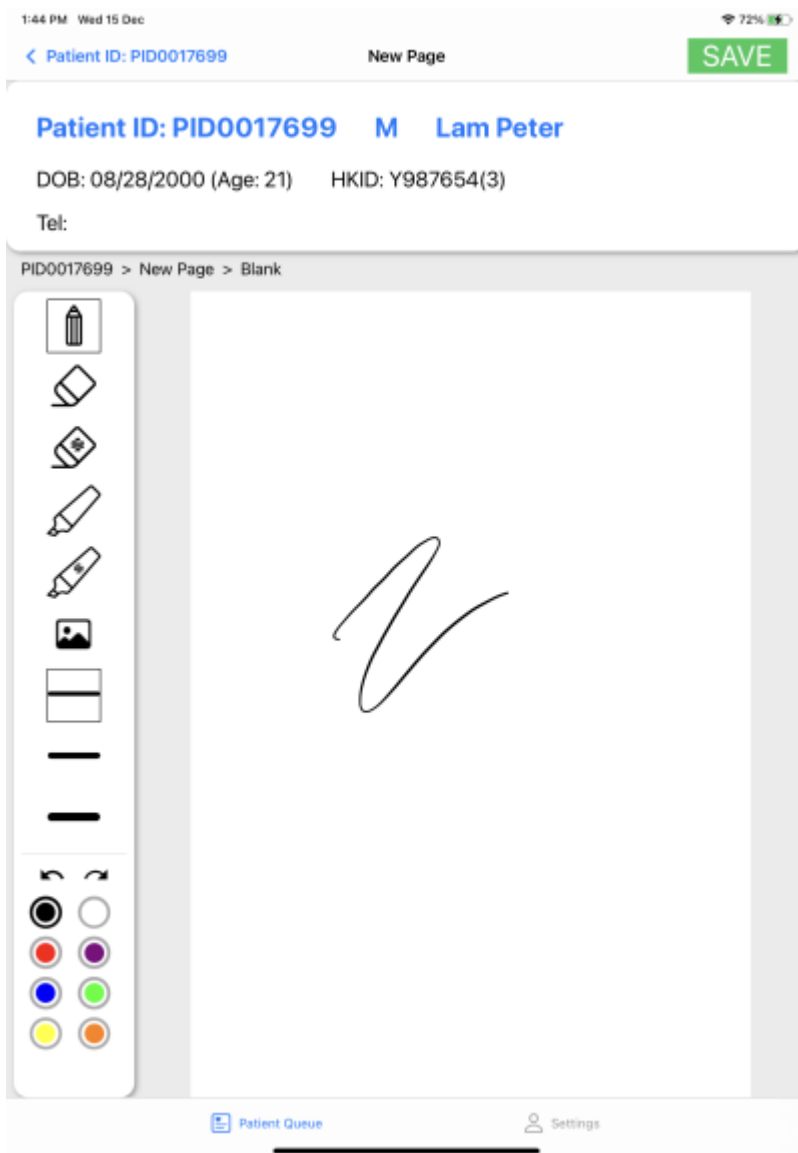 1:44 PM Wed 15 Dec 72%
Patient ID: PID0017699 New Page SAVE
Patient ID: PID0017699 M Lam Peter
DOB: 08/28/2000 (Age: 21) HKID: Y987654(3)
Tel:
PID0017699 > New Page > Blank
Patient Queue Settings